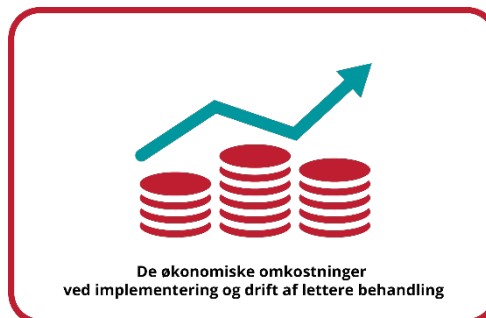 De økonomiske omkostninger
ved implementering og drift af lettere behandling